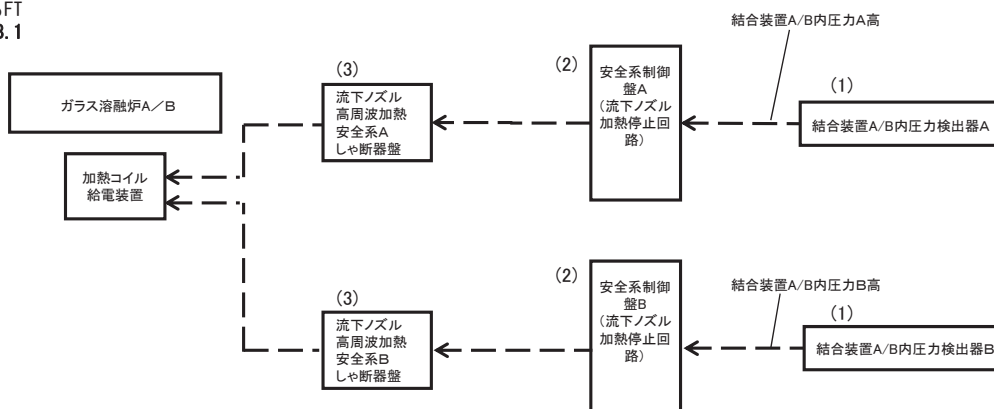 FT
3.1
結合装置A/B内圧力A高
(3)
(2)
(1)
ガラス溶融炉A/B
流下ノズル
高周波加熱
安全系A
しゃ断器盤
安全系制御
盤A
(流下ノズル
加熱停止回
路)
結合装置A/B内圧力検出器A
加熱コイル
給電装置
(3)
(2)
結合装置A/B内圧力B高
(1)
流下ノズル
高周波加熱
安全系B
しゃ断器盤
安全系制御
盤B
(流下ノズル
加熱停止回
路)
結合装置A/B内圧力検出器B